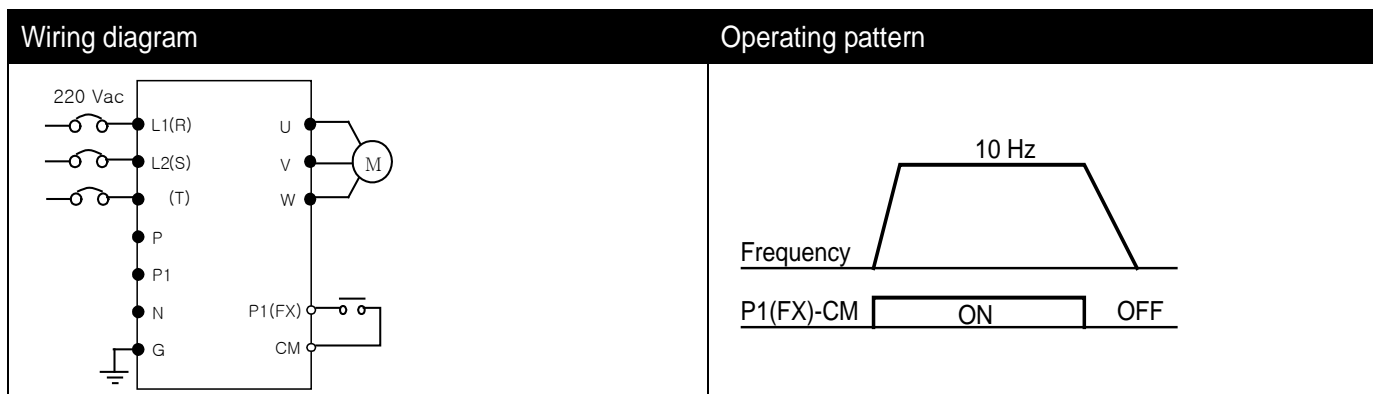 Wiring diagram
Operating pattern
220 Vac
L1(R)
U
L2(S)
V
M
(T)
W
P
P1
N
P1(FX)
G
CM
10 Hz
Frequency
P1(FX)-CM
ON
OFF